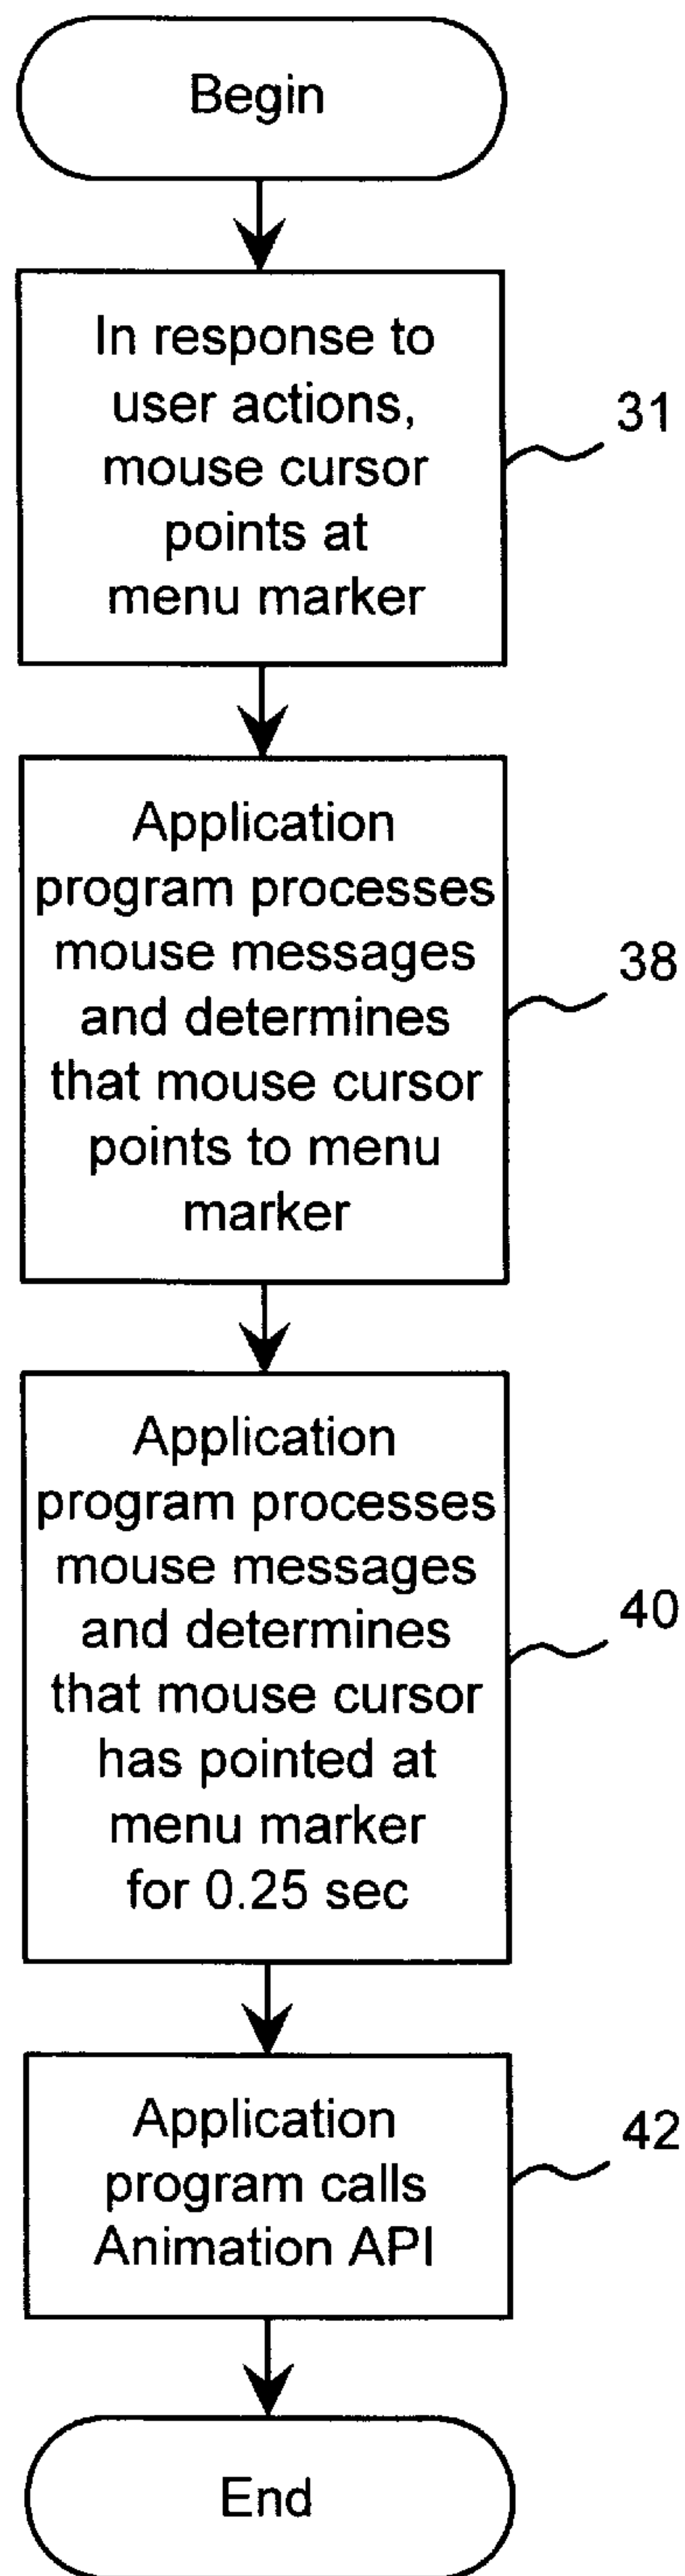 Begin
In response to
user actions,
mouse cursor
points at
menu marker
31
Application
program processes
mouse messages
and determines
that mouse cursor
points to menu
marker
38
Application
program processes
mouse messages
and determines
that mouse cursor
has pointed at
menu marker
for 0.25 sec
40
Application
program calls
Animation API
42
End